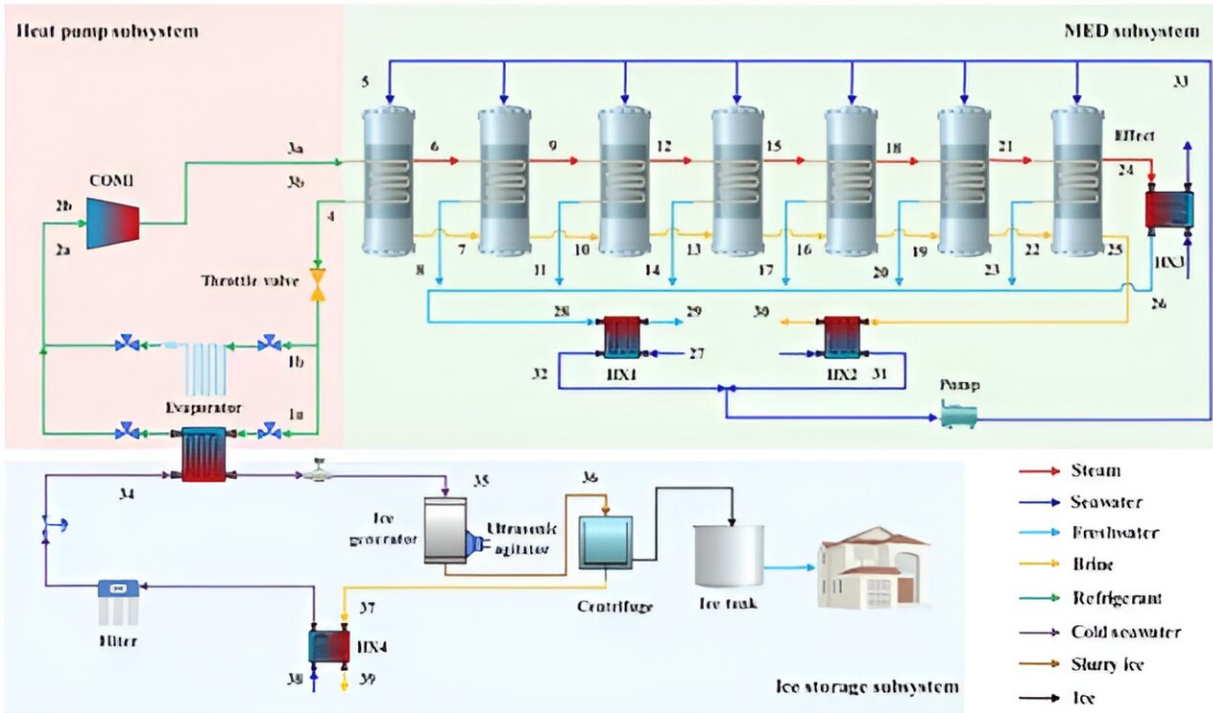 Heat pump subsystem
MED subsystem
5
33
3a
6
9
12
15
18
21
Effect
24
COM1
3b
2b
4
2a
7
10
13
16
19
22
25
8
11
14
17
20
23
HX3
Throttle valve
26
28
29
30
1b
27
32
HX1
HX2
31
Pump
Evaporator
1a
34
35
36
Ice
generator
Ultrasonic
agitator
Centrifuge
Ice tank
Filter
37
HX4
38
39
Ice storage subsystem
Steam
Seawater
Freshwater
Brine
Refrigerant
Cold seawater
Slurry ice
Ice